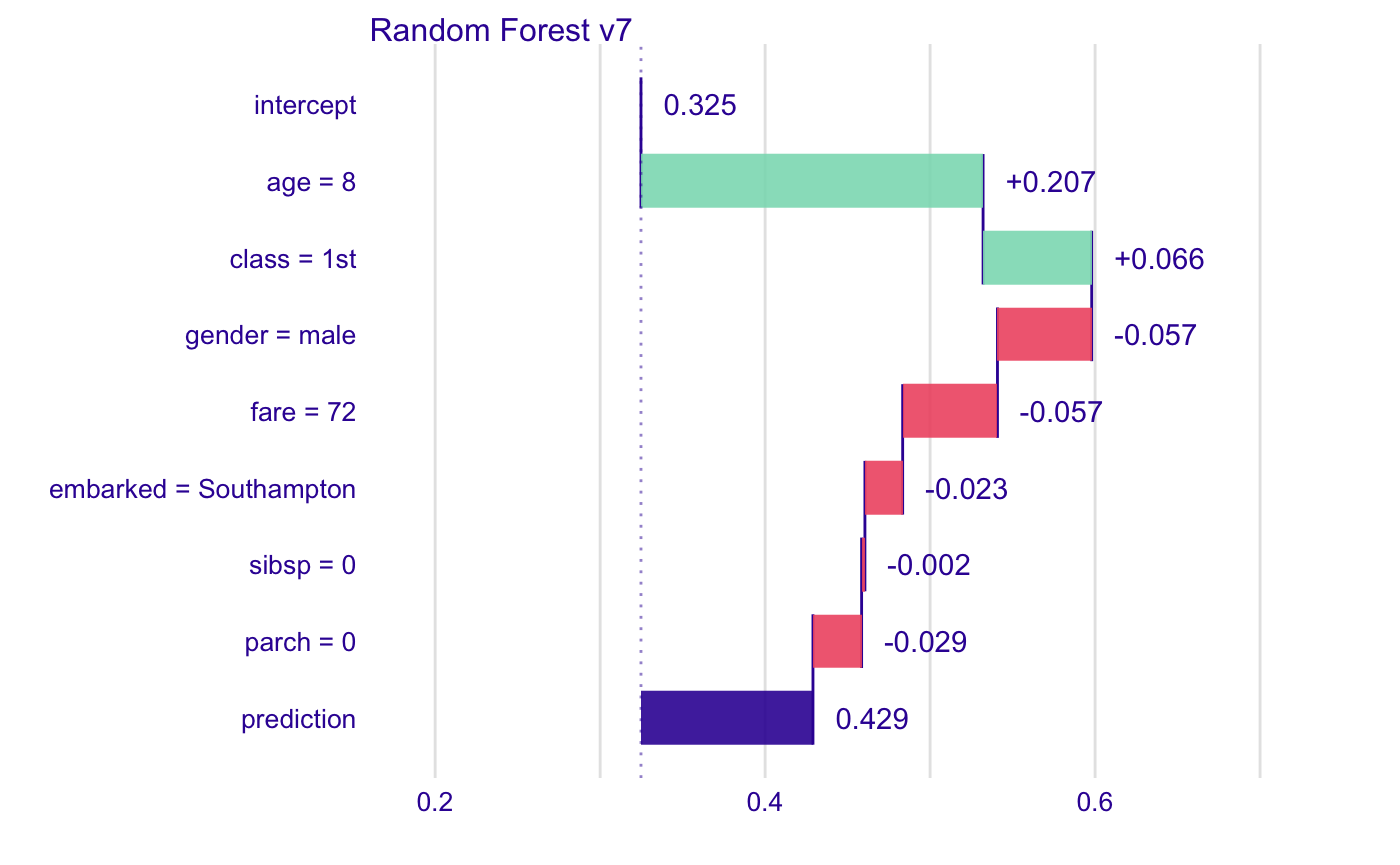 Random Forest v7
intercept 0.325
age = 8 +0.207
class = 1st +0.066
gender = male -0.057
fare = 72 -0.057
embarked = Southampton -0.023
sibsp = 0 -0.002
parch = 0 -0.029
prediction 0.429
0.2 0.4 0.6